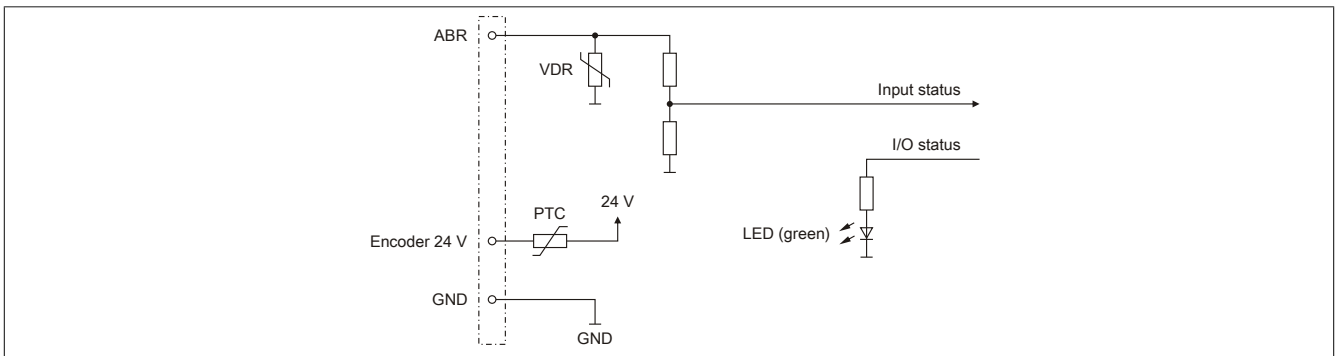 ABR
VDR
Input status
I/O status
24 V
PTC
Encoder 24 V
LED (green)
GND
GND